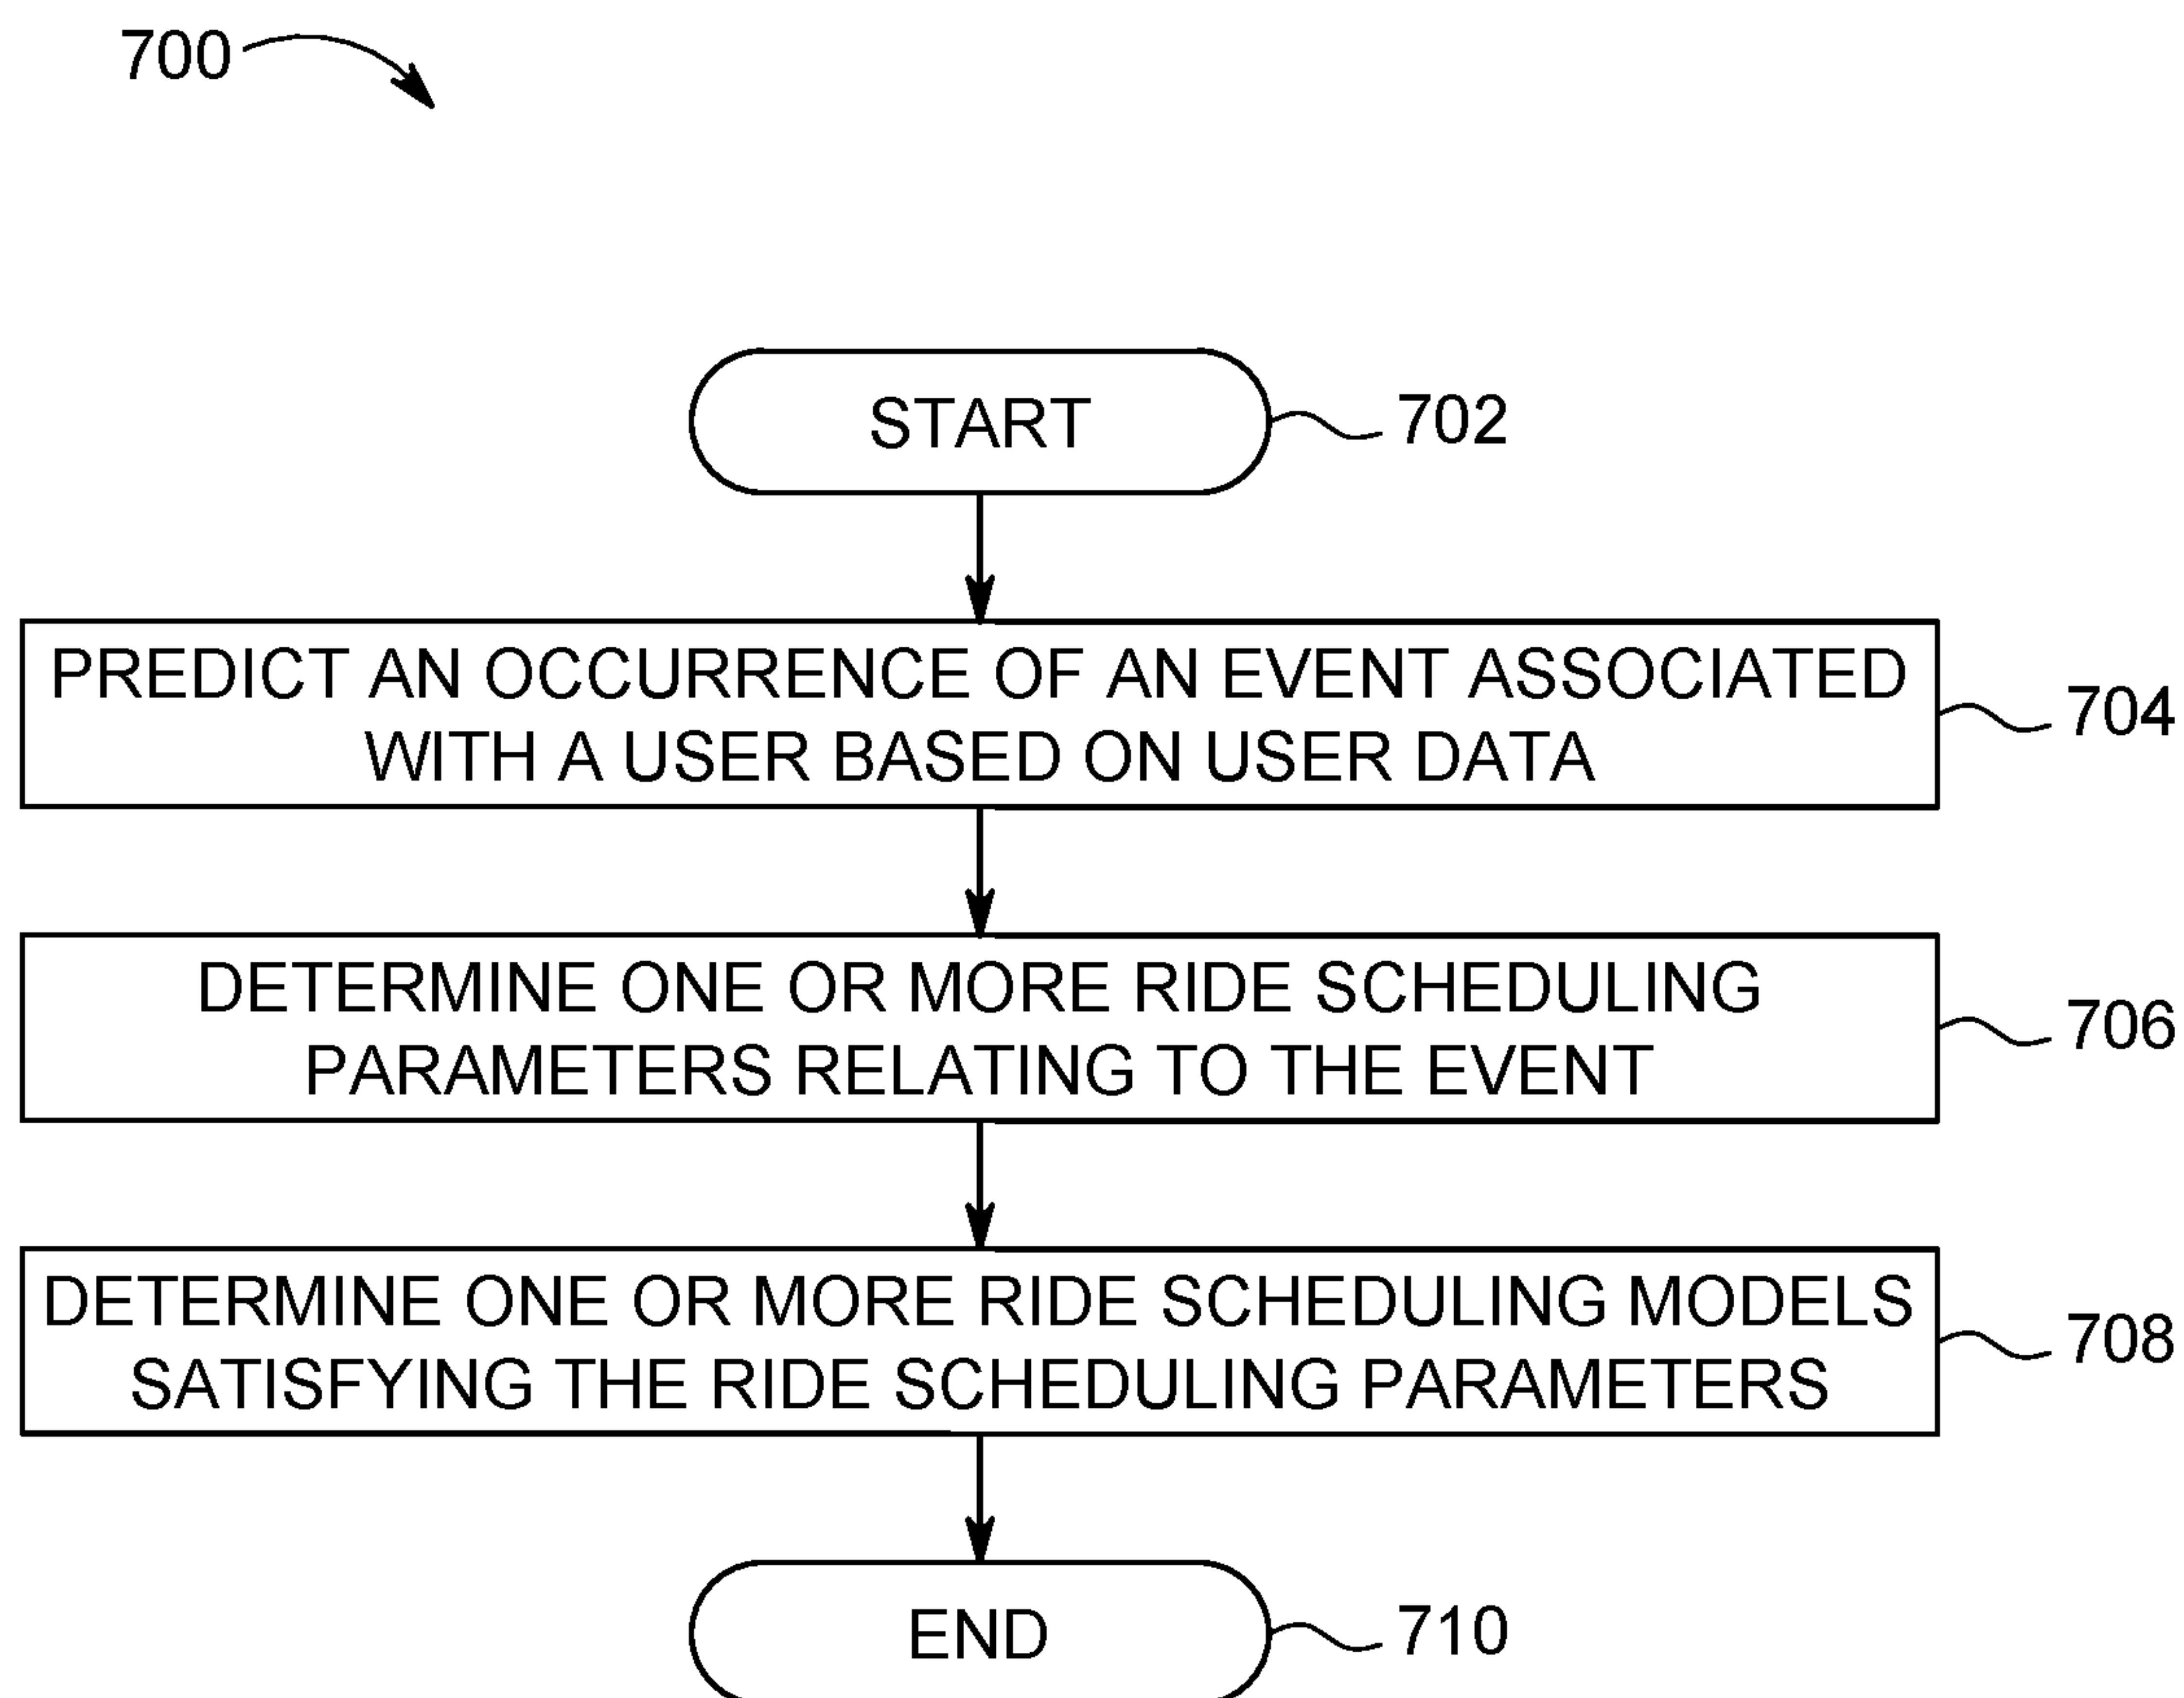 700
START
702
PREDICT AN OCCURRENCE OF AN EVENT ASSOCIATED
WITH A USER BASED ON USER DATA
704
DETERMINE ONE OR MORE RIDE SCHEDULING
PARAMETERS RELATING TO THE EVENT
706
DETERMINE ONE OR MORE RIDE SCHEDULING MODELS
SATISFYING THE RIDE SCHEDULING PARAMETERS
708
END
710